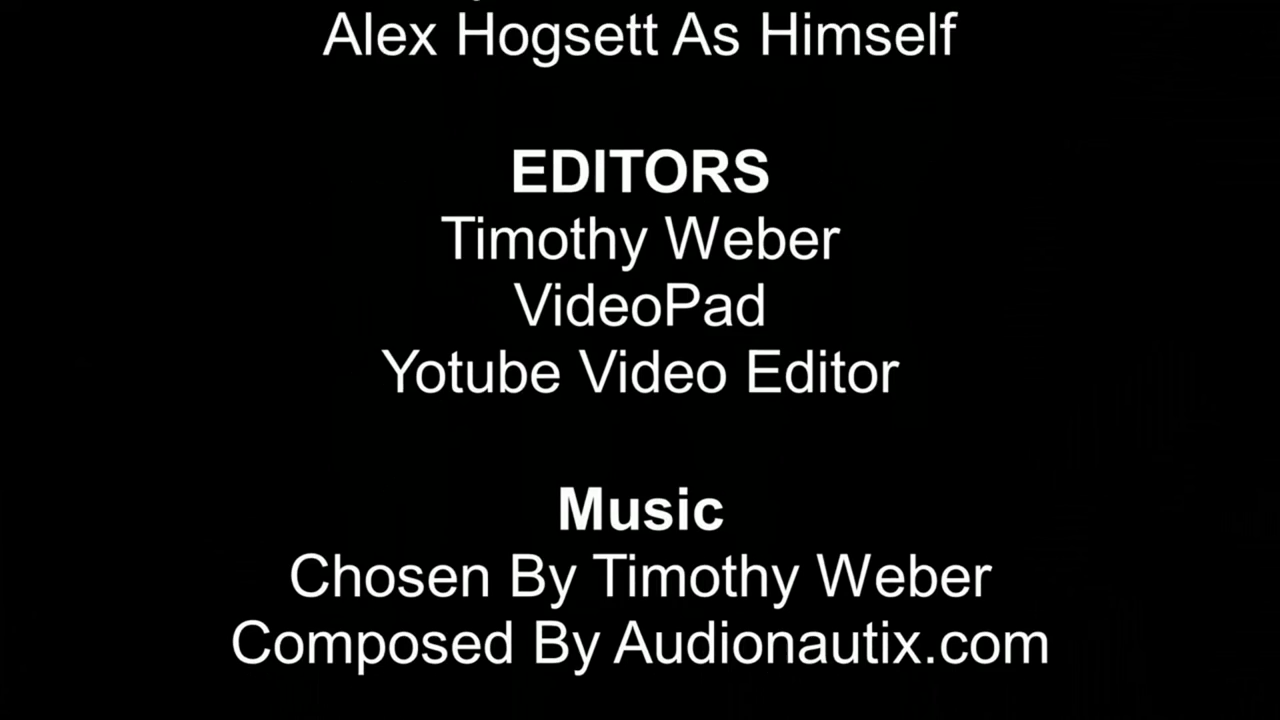 Alex Hogsett As Himself
EDITORS
Timothy Weber
VideoPad
Yotube Video Editor
Music
Chosen By Timothy Weber
Composed By Audionautix.com